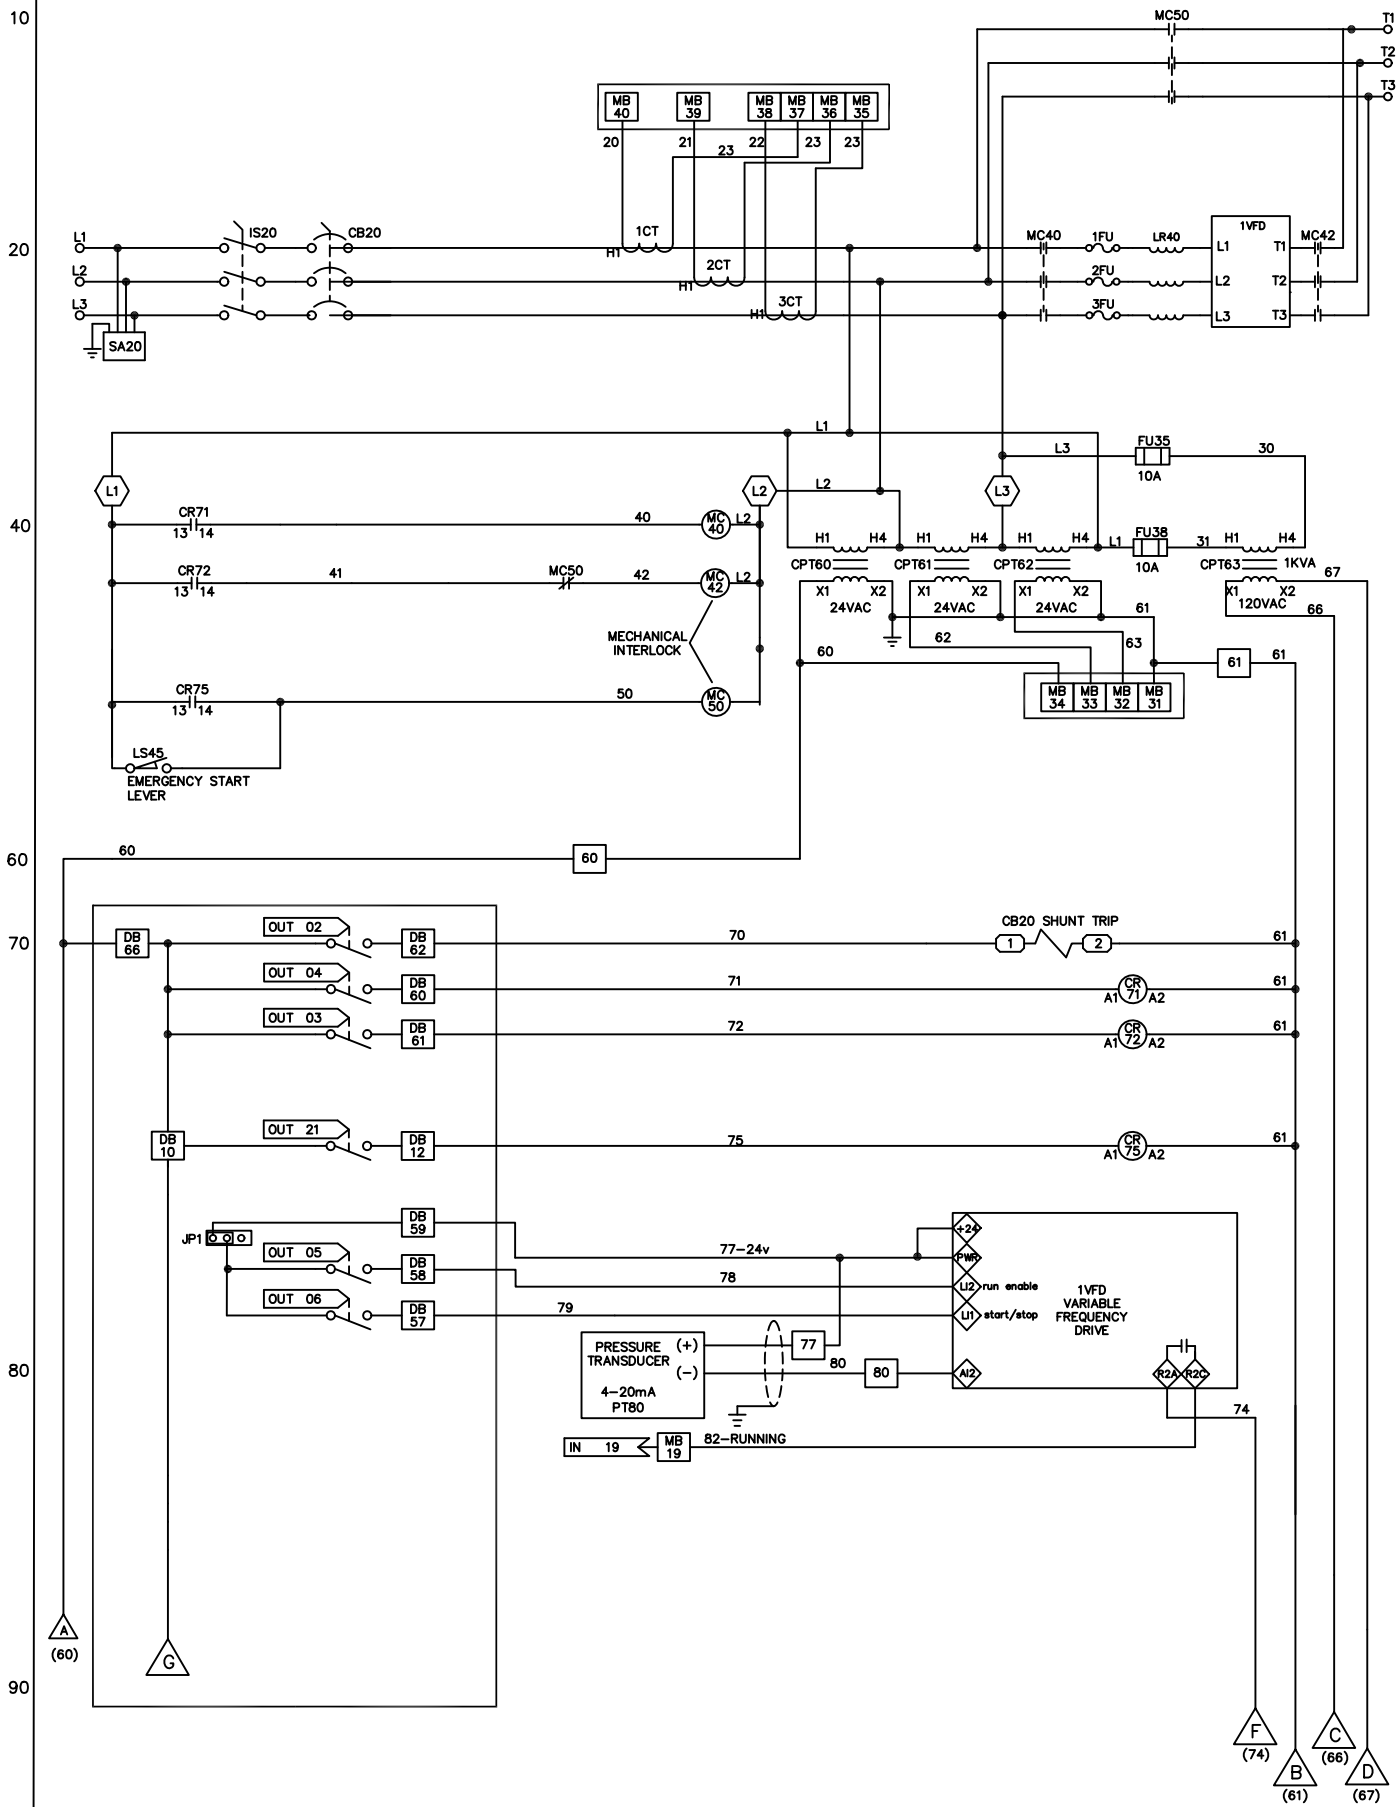 10
MC50
T1
T2
T3
MB 40
MB 39
MB 38
MB 37
MB 36
MB 35
20
21
22
23
23
23
20
L1
L2
L3
IS20
CB20
SA20
H1
1CT
H1
2CT
H1
3CT
MC40
1FU
2FU
3FU
LR40
1VFD
L1
L2
L3
T1
T2
T3
MC42
L1
L3
FU35
10A
30
L1
L2
L2
L3
40
CR71
13 14
40
MC 40
L2
H1 H4
H1 H4
H1 H4
L1
FU38
10A
31
H1 H4
CPT60
CPT61
CPT62
CPT63
1KVA
CR72
13 14
41
MC50
42
MC 42
L2
X1 X2
24VAC
X1 X2
24VAC
X1 X2
24VAC
X1 X2
120VAC
67
66
61
MECHANICAL
INTERLOCK
60
62
63
61
61
CR75
13 14
50
MC 50
MB 34
MB 33
MB 32
MB 31
LS45
EMERGENCY START
LEVER
60
60
60
70
DB 66
OUT 02
DB 62
70
CB20 SHUNT TRIP
1
2
61
OUT 04
DB 60
71
A1
CR 71
A2
61
OUT 03
DB 61
72
A1
CR 72
A2
61
DB 10
OUT 21
DB 12
75
A1
CR 75
A2
61
JP1
DB 59
77-24v
+24
PWR
OUT 05
DB 58
78
LI2
run enable
OUT 06
DB 57
79
LI1
start/stop
1VFD
VARIABLE
FREQUENCY
DRIVE
80
PRESSURE
TRANSDUCER
(+)
(-)
4-20mA
PT80
77
80
80
AI2
R2A
R2C
74
IN 19
MB 19
82-RUNNING
A
(60)
G
90
F
(74)
B
(61)
C
(66)
D
(67)